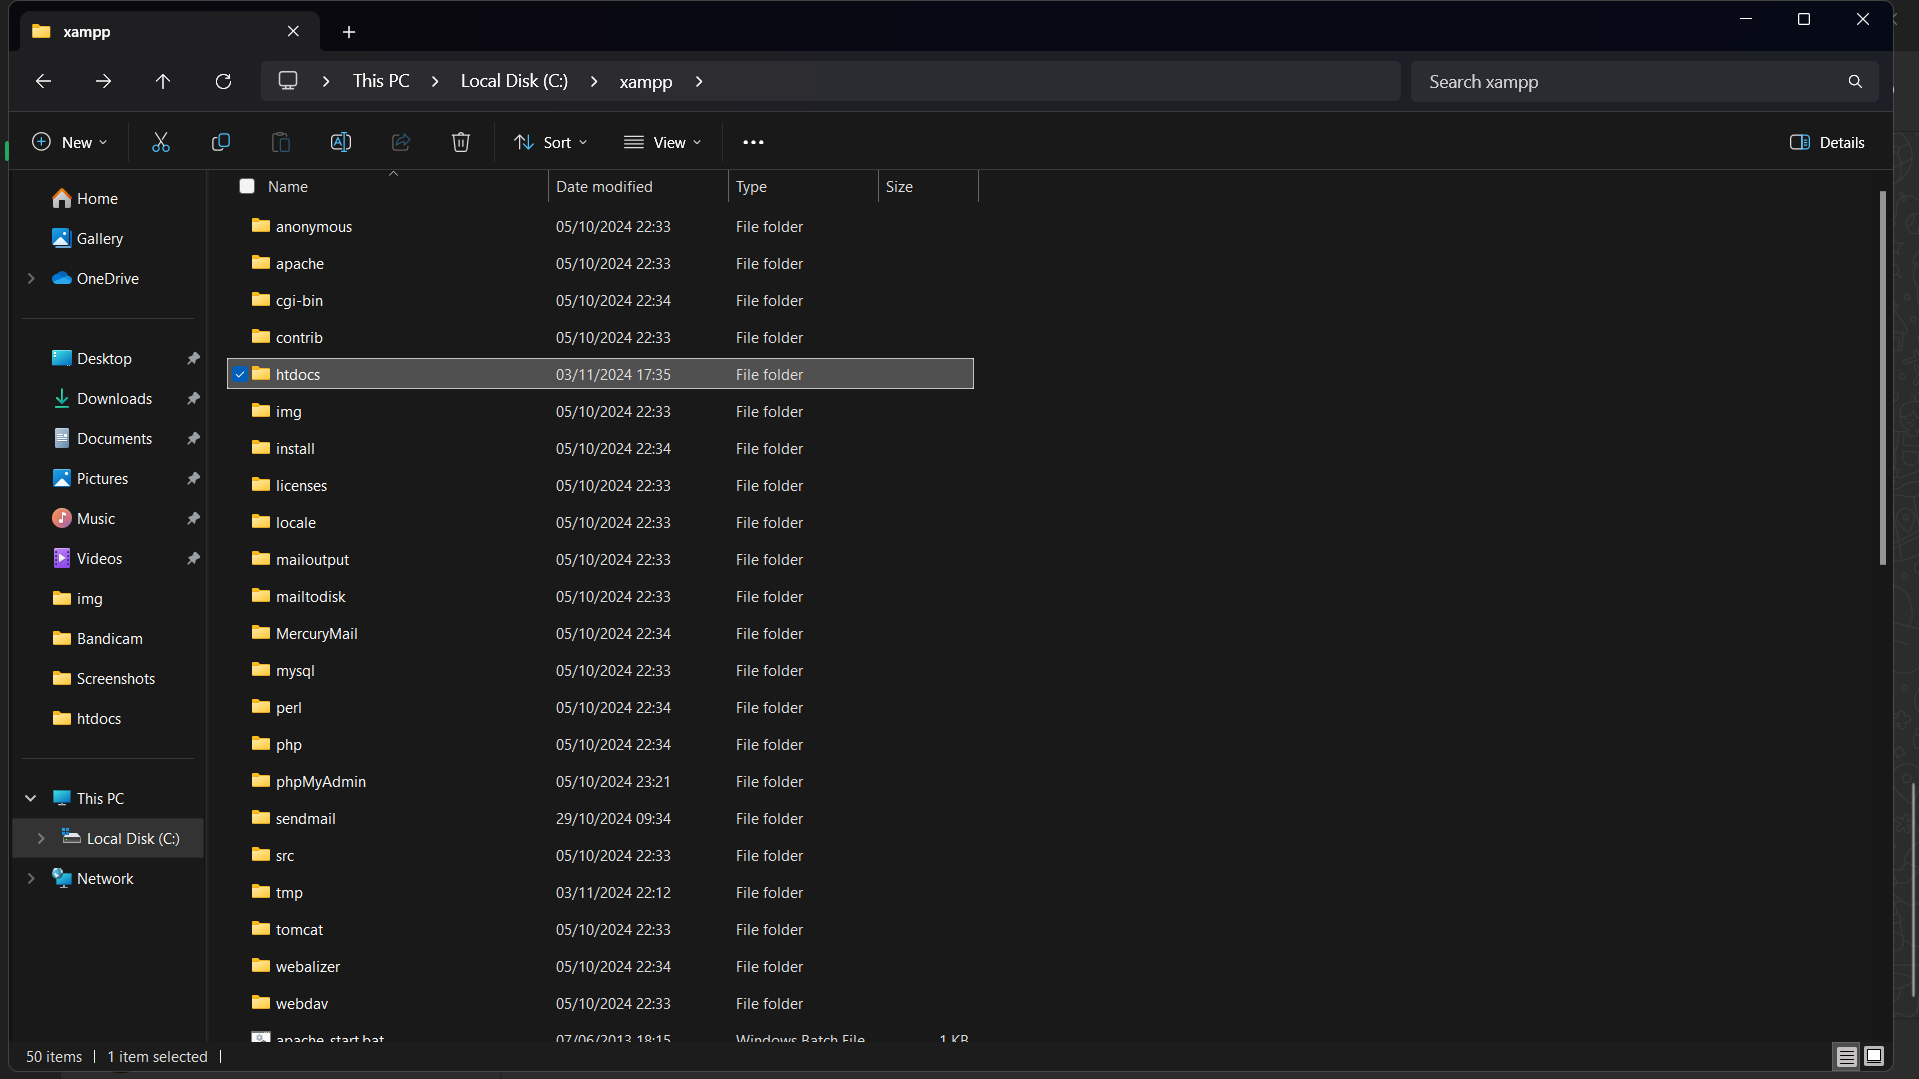 xampp
This PC
Local Disk (C:)
xampp
Search xampp
New
Sort
View
Details
Home
Gallery
OneDrive
Desktop
Downloads
Documents
Pictures
Music
Videos
img
Bandicam
Screenshots
htdocs
This PC
Local Disk (C:)
Network
Name Date modified Type Size
anonymous 05/10/2024 22:33 File folder
apache 05/10/2024 22:33 File folder
cgi-bin 05/10/2024 22:34 File folder
contrib 05/10/2024 22:33 File folder
htdocs 03/11/2024 17:35 File folder
img 05/10/2024 22:33 File folder
install 05/10/2024 22:34 File folder
licenses 05/10/2024 22:33 File folder
locale 05/10/2024 22:33 File folder
mailoutput 05/10/2024 22:33 File folder
mailtodisk 05/10/2024 22:33 File folder
MercuryMail 05/10/2024 22:34 File folder
mysql 05/10/2024 22:33 File folder
perl 05/10/2024 22:34 File folder
php 05/10/2024 22:34 File folder
phpMyAdmin 05/10/2024 23:21 File folder
sendmail 29/10/2024 09:34 File folder
src 05/10/2024 22:33 File folder
tmp 03/11/2024 22:12 File folder
tomcat 05/10/2024 22:33 File folder
webalizer 05/10/2024 22:34 File folder
webdav 05/10/2024 22:33 File folder
apache_start.bat 07/06/2013 18:15 Windows Batch File 1 KB
50 items 1 item selected